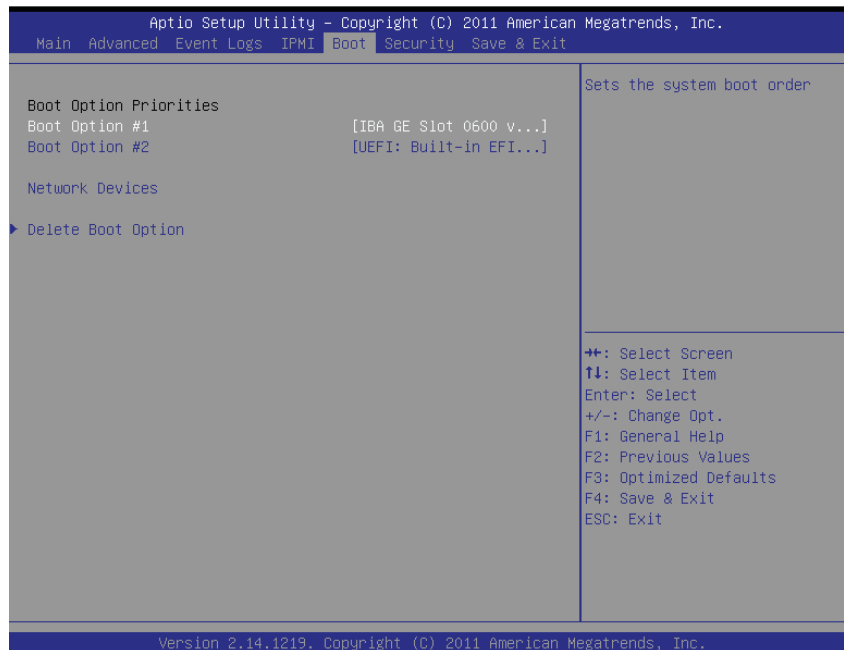 Aptio Setup Utility – Copyright (C) 2011 American Megatrends, Inc.
Main Advanced Event Logs IPMI Boot Security Save & Exit
Boot Option Priorities
Boot Option #1 [IBA GE Slot 0600 v...]
Boot Option #2 [UEFI: Built-in EFI...]
Network Devices
Delete Boot Option
Sets the system boot order
→←: Select Screen
↑↓: Select Item
Enter: Select
+/-: Change Opt.
F1: General Help
F2: Previous Values
F3: Optimized Defaults
F4: Save & Exit
ESC: Exit
Version 2.14.1219. Copyright (C) 2011 American Megatrends, Inc.